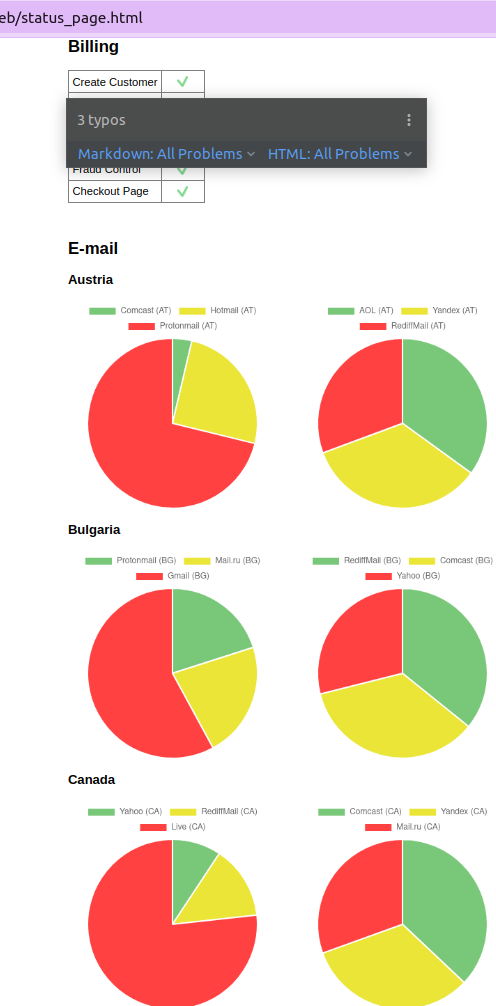 eb/status_page.html
Billing
Create Customer
3 typos
Markdown: All Problems HTML: All Problems
Fraud Control
Checkout Page
E-mail
Austria
Comcast (AT) Hotmail (AT) AOL (AT) Yandex (AT)
Protonmail (AT) RediffMail (AT)
Bulgaria
Protonmail (BG) Mail.ru (BG) RediffMail (BG) Comcast (BG)
Gmail (BG) Yahoo (BG)
Canada
Yahoo (CA) RediffMail (CA) Comcast (CA) Yandex (CA)
Live (CA) Mail.ru (CA)